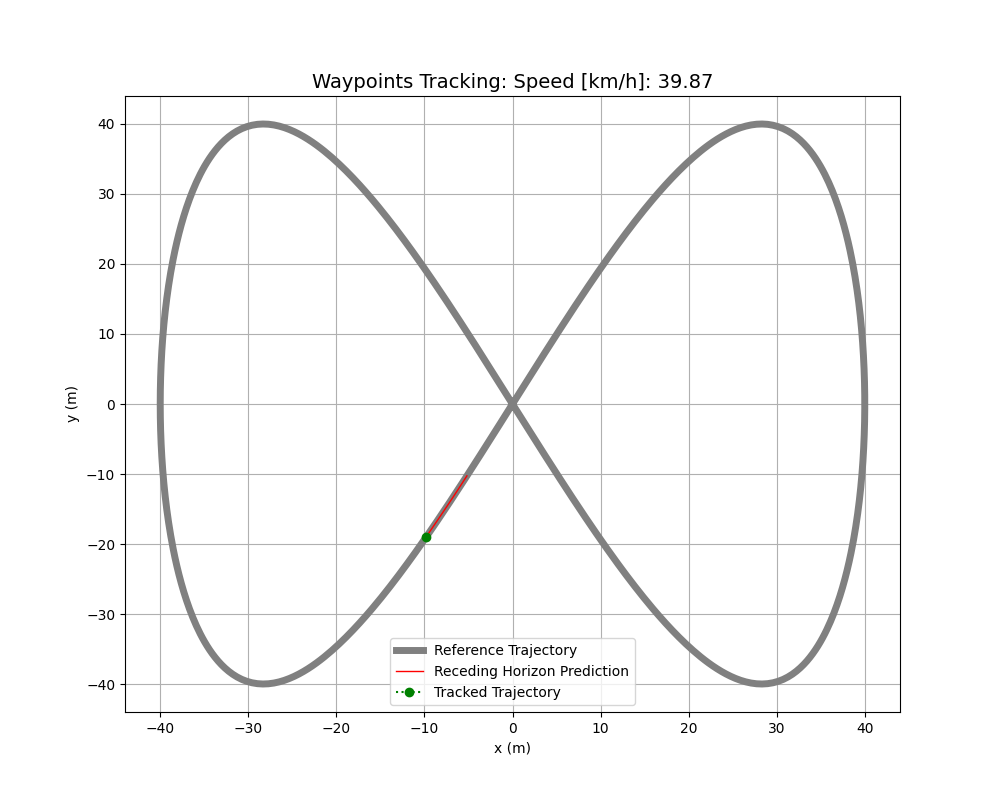 Waypoints Tracking: Speed [km/h]: 39.87
40
30
20
10
0
−10
−20
−30
−40
y (m)
Reference Trajectory
Receding Horizon Prediction
Tracked Trajectory
−40 −30 −20 −10 0 10 20 30 40
x (m)